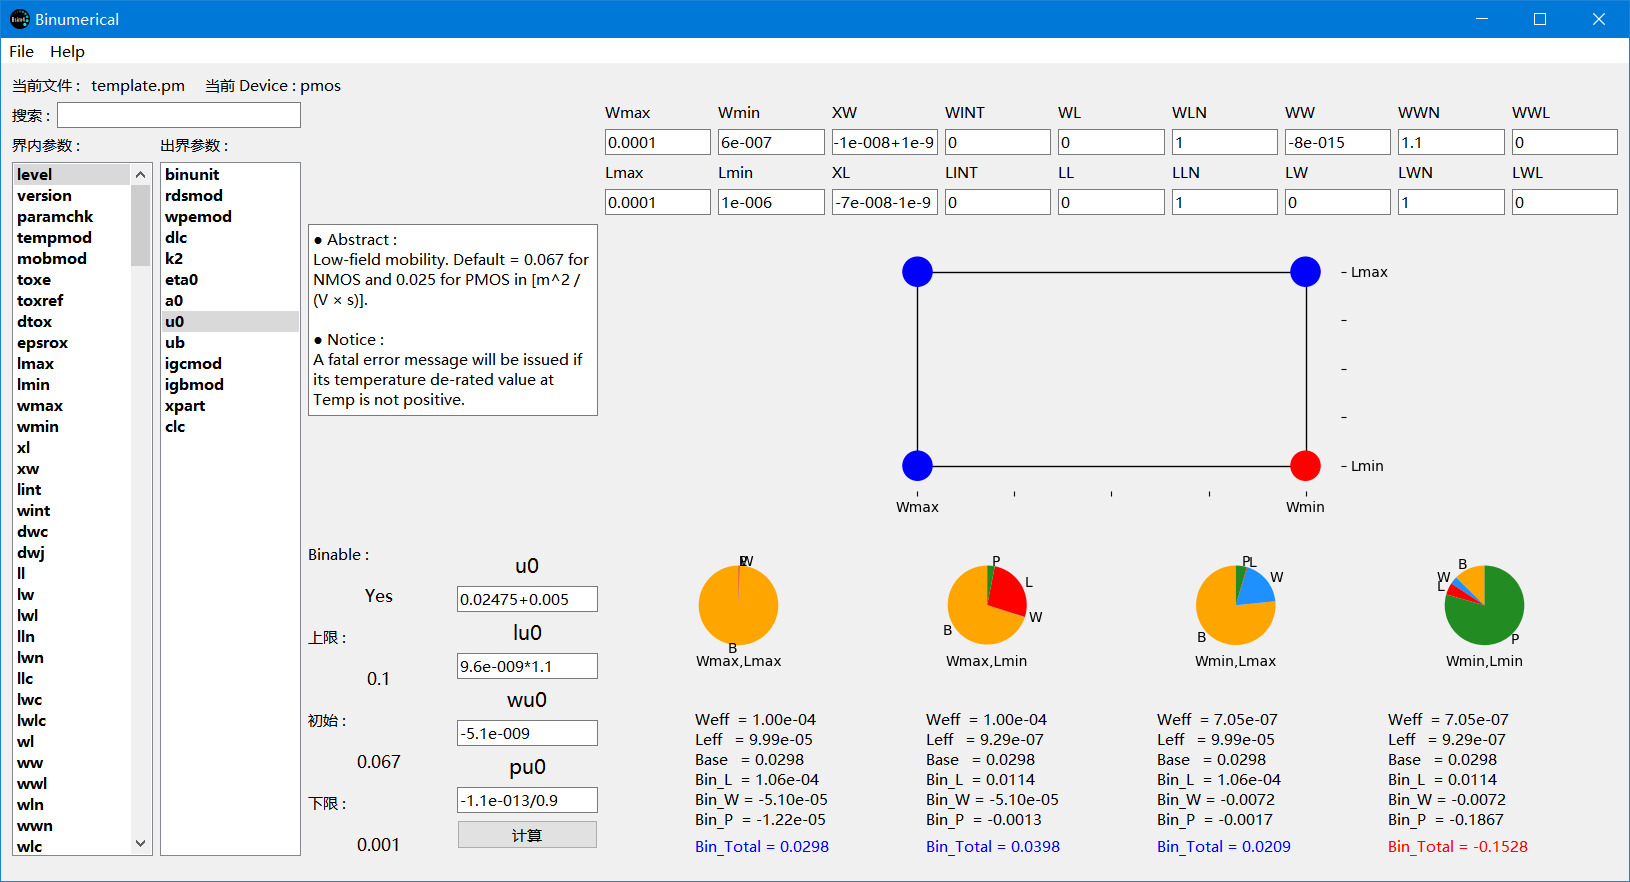 Binumerical
File Help
当前文件： template.pm 当前 Device : pmos
搜索：
界内参数： 出界参数：
level
version
paramchk
tempmod
mobmod
toxe
toxref
dtox
epsrox
lmax
lmin
wmax
wmin
xl
xw
lint
wint
dwc
dwj
ll
lw
lwl
lln
lwn
llc
lwc
lwlc
wl
ww
wwl
wln
wwn
wlc
binunit
rdsmod
wpemod
dlc
k2
eta0
a0
u0
ub
igcmod
igbmod
xpart
clc
● Abstract :
Low-field mobility. Default = 0.067 for
NMOS and 0.025 for PMOS in [m^2 /
(V × s)].
● Notice :
A fatal error message will be issued if
its temperature de-rated value at
Temp is not positive.
Wmax Wmin XW WINT WL WLN WW WWN WWL
0.0001 6e-007 -1e-008+1e-9 0 0 1 -8e-015 1.1 0
Lmax Lmin XL LINT LL LLN LW LWN LWL
0.0001 1e-006 -7e-008-1e-9 0 0 1 0 1 0
Lmax
Lmin
Wmax Wmin
Binable :
Yes
上限：
0.1
初始：
0.067
下限：
0.001
u0
0.02475+0.005
lu0
9.6e-009*1.1
wu0
-5.1e-009
pu0
-1.1e-013/0.9
计算
W
B
Wmax,Lmax
P
L
W
B
Wmax,Lmin
P L
W
B
Wmin,Lmax
B
W
L
P
Wmin,Lmin
Weff = 1.00e-04
Leff = 9.99e-05
Base = 0.0298
Bin_L = 1.06e-04
Bin_W = -5.10e-05
Bin_P = -1.22e-05
Bin_Total = 0.0298
Weff = 1.00e-04
Leff = 9.29e-07
Base = 0.0298
Bin_L = 0.0114
Bin_W = -5.10e-05
Bin_P = -0.0013
Bin_Total = 0.0398
Weff = 7.05e-07
Leff = 9.99e-05
Base = 0.0298
Bin_L = 1.06e-04
Bin_W = -0.0072
Bin_P = -0.0017
Bin_Total = 0.0209
Weff = 7.05e-07
Leff = 9.29e-07
Base = 0.0298
Bin_L = 0.0114
Bin_W = -0.0072
Bin_P = -0.1867
Bin_Total = -0.1528